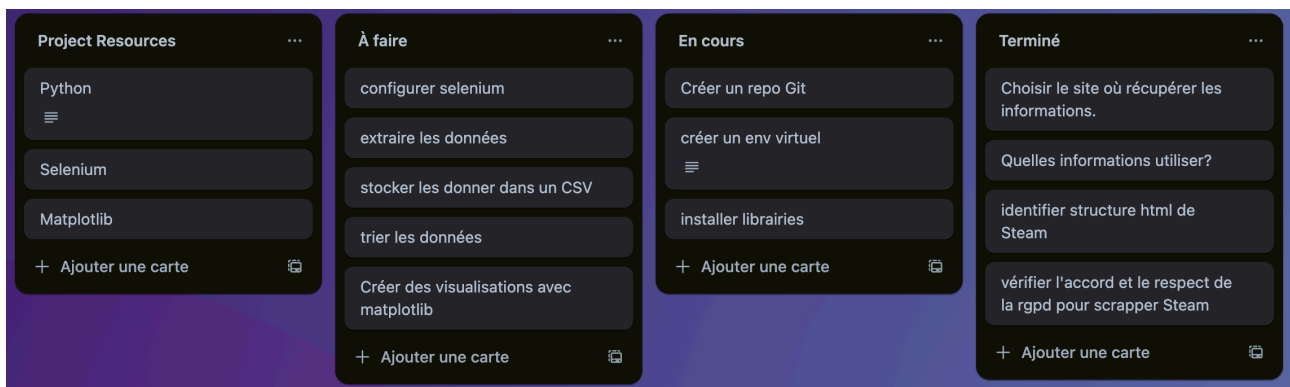 Project Resources
Python
Selenium
Matplotlib
+ Ajouter une carte
À faire
configurer selenium
extraire les données
stocker les donner dans un CSV
trier les données
Créer des visualisations avec
matplotlib
+ Ajouter une carte
En cours
Créer un repo Git
créer un env virtuel
installer librairies
+ Ajouter une carte
Terminé
Choisir le site où récupérer les
informations.
Quelles informations utiliser?
identifier structure html de
Steam
vérifier l'accord et le respect de
la rgpd pour scrapper Steam
+ Ajouter une carte